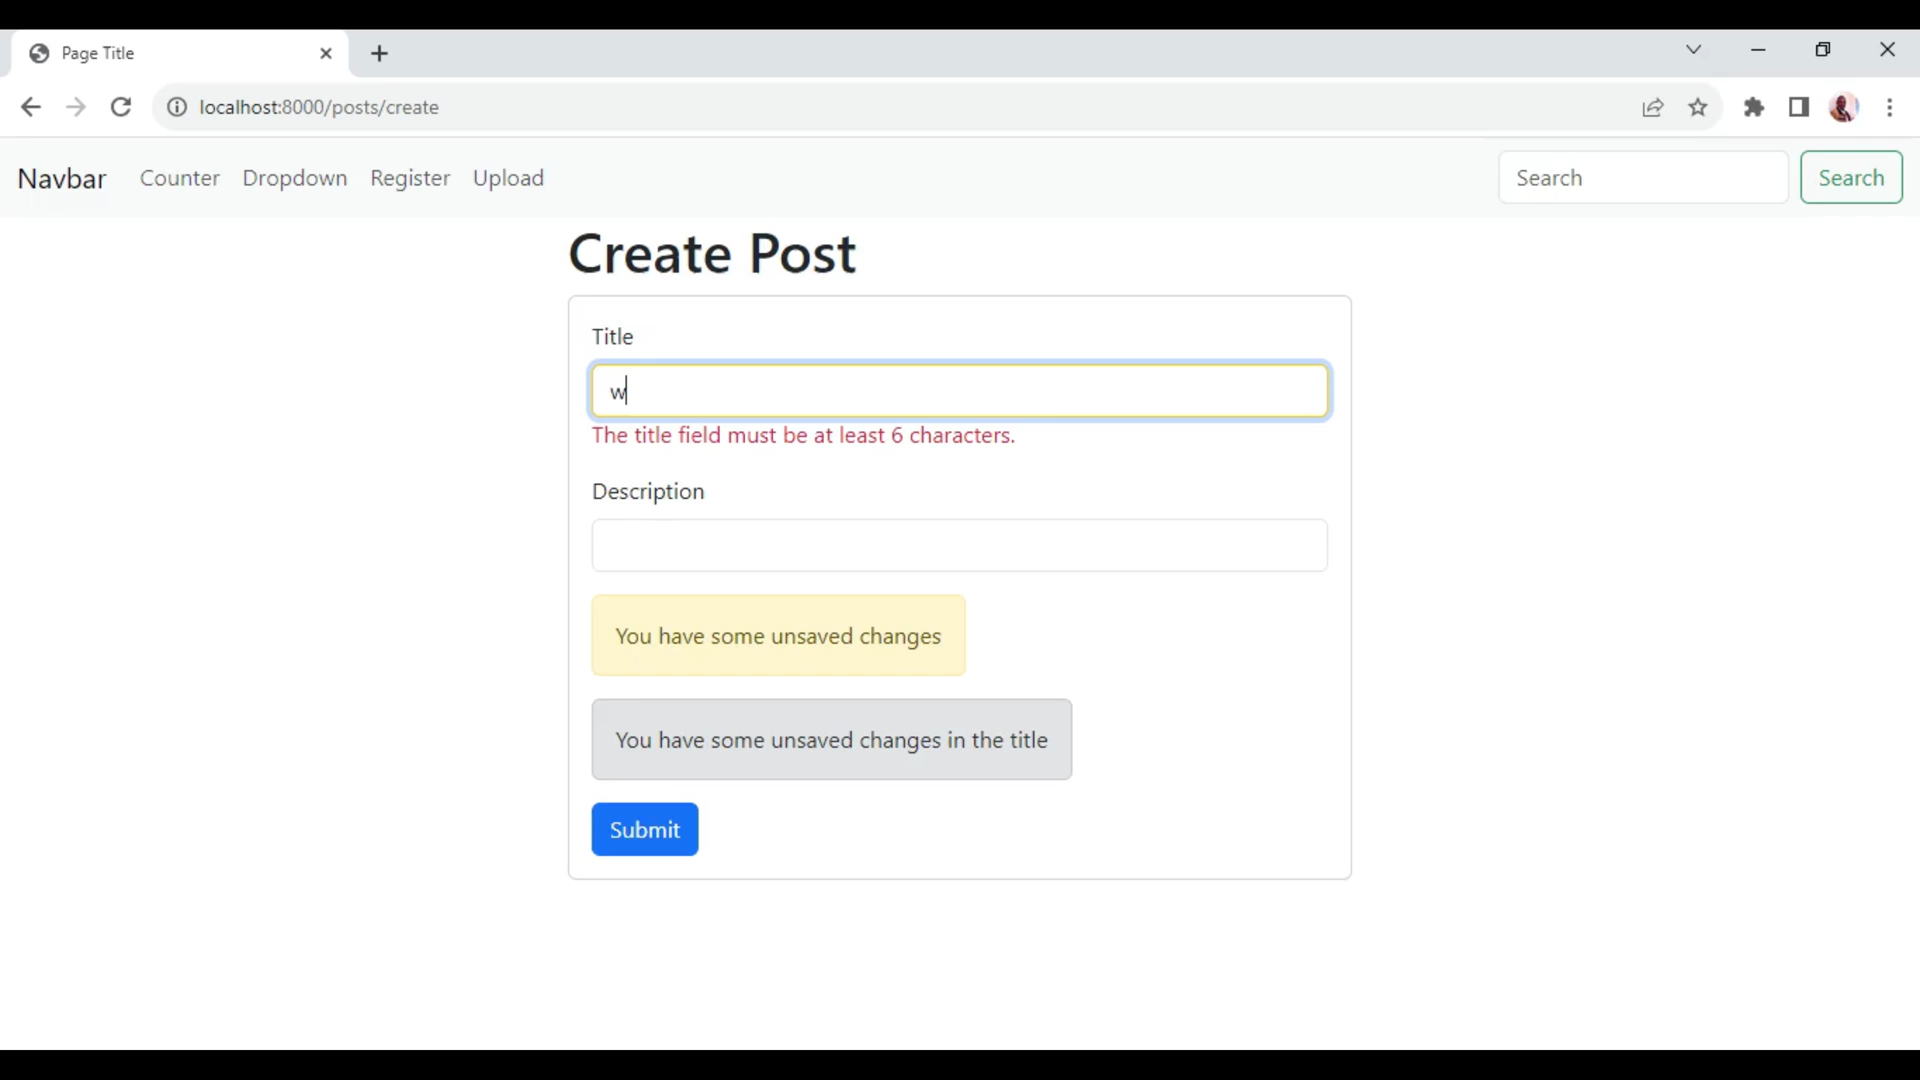 Page Title
localhost:8000/posts/create
Navbar Counter Dropdown Register Upload Search Search
Create Post
Title
w
The title field must be at least 6 characters.
Description
You have some unsaved changes
You have some unsaved changes in the title
Submit